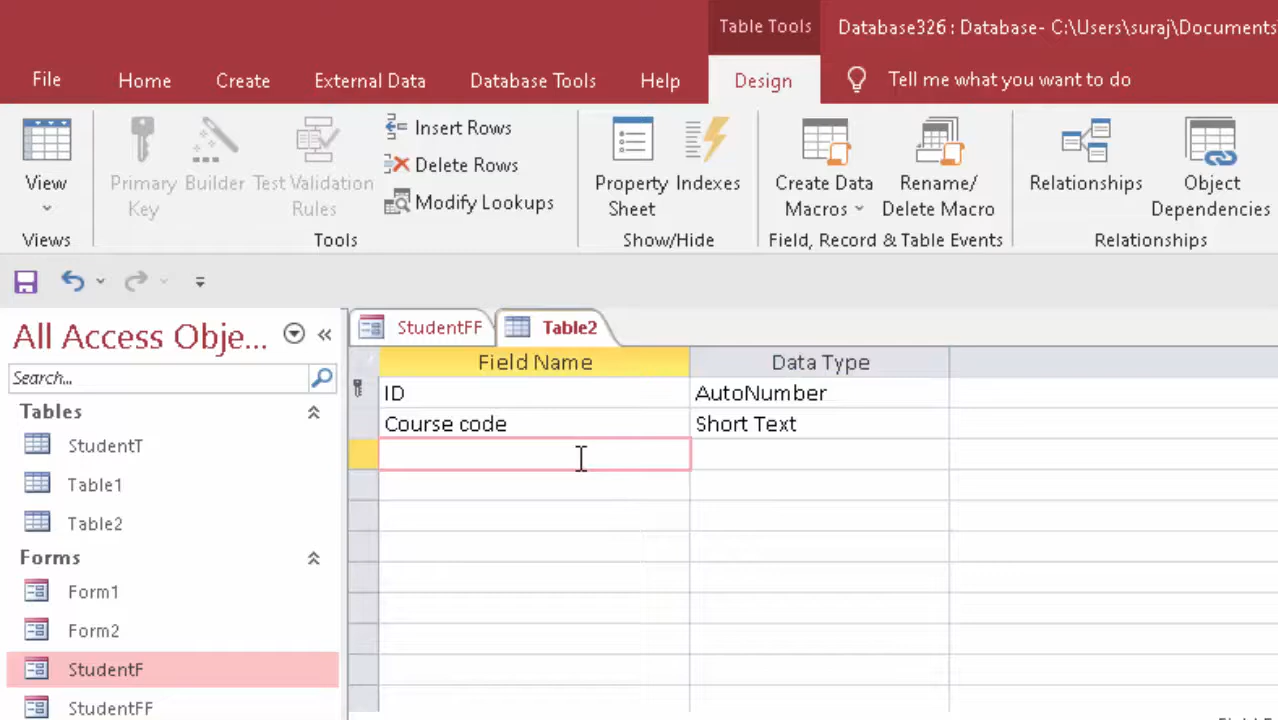 Table Tools
Database326 : Database- C:\Users\suraj\Documents
File Home Create External Data Database Tools Help Design Tell me what you want to do
View
Views
Primary Key
Builder
Test Validation Rules
Insert Rows
Delete Rows
Modify Lookups
Tools
Property Sheet
Indexes
Show/Hide
Create Data Macros
Rename/ Delete Macro
Field, Record & Table Events
Relationships
Object Dependencies
Relationships
All Access Obje...
Search...
Tables
StudentT
Table1
Table2
Forms
Form1
Form2
StudentF
StudentFF
StudentFF Table2
Field Name Data Type
ID AutoNumber
Course code Short Text